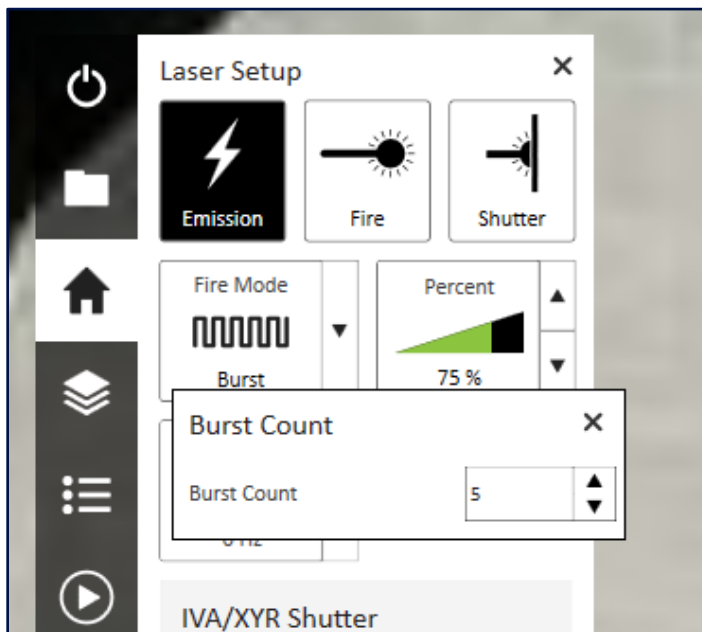 Laser Setup
Emission
Fire
Shutter
Fire Mode
Percent
Burst
75 %
Burst Count
Burst Count
5
IVA/XYR Shutter